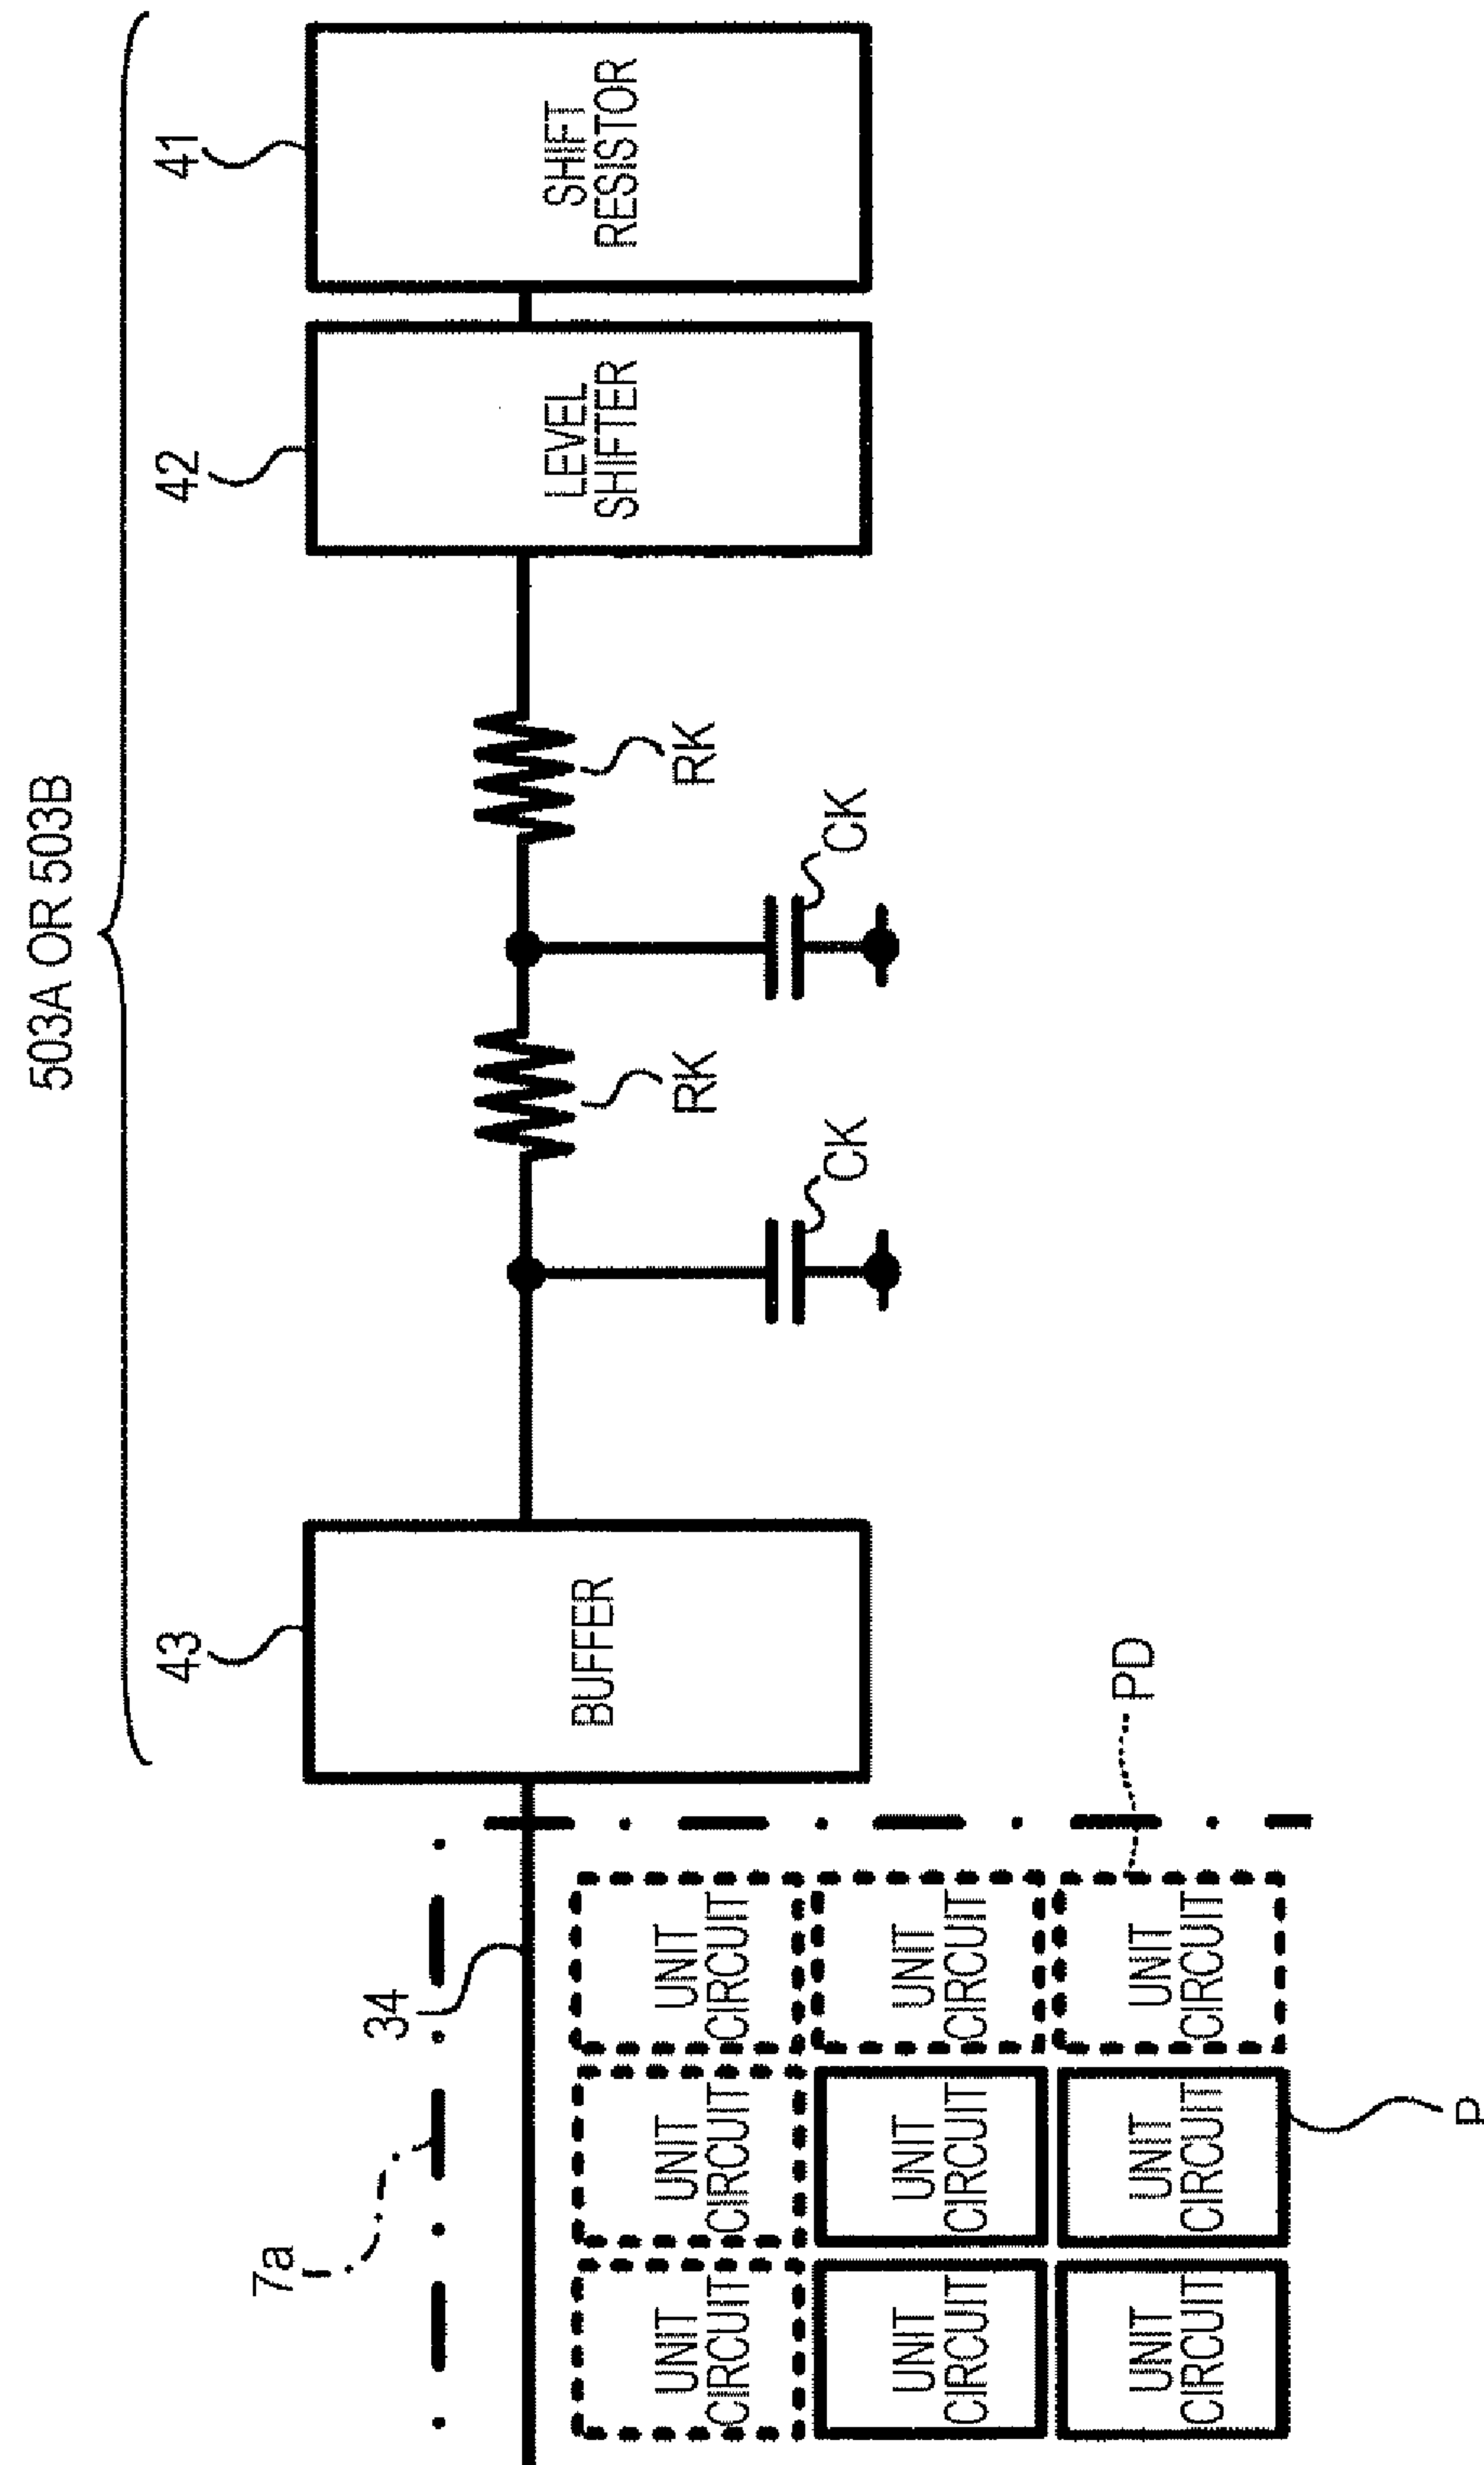 503A OR 503B
41
SHIFT
RESISTOR
42
LEVEL
SHIFTER
RK
CK
RK
CK
43
BUFFER
PD
34
7a
UNIT
CIRCUIT
UNIT
CIRCUIT
UNIT
CIRCUIT
UNIT
CIRCUIT
UNIT
CIRCUIT
UNIT
CIRCUIT
UNIT
CIRCUIT
UNIT
CIRCUIT
UNIT
CIRCUIT
P